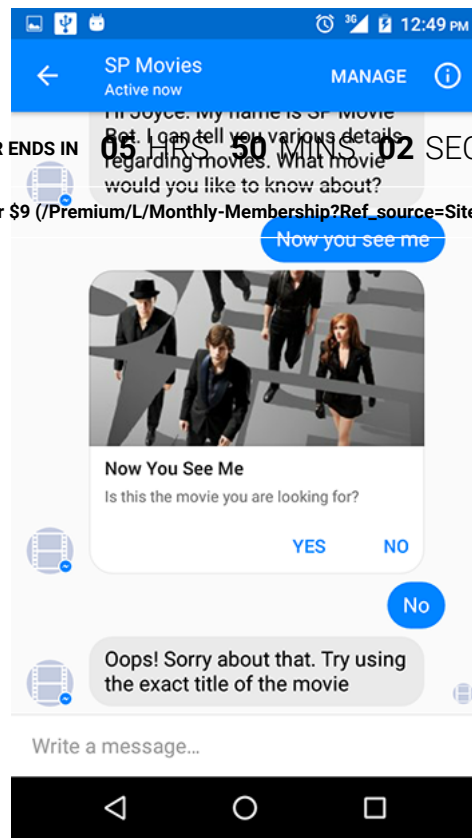 3G 12:49 PM
SP Movies
Active now
MANAGE
Hi Joyce. My name is SP Movie
Bot. I can tell you various details
R ENDS IN 05 HRS 50 MINS 02 SEC
regarding movies. What movie
would you like to know about?
r $9 (/Premium/L/Monthly-Membership?Ref_source=Site
Now you see me
Now You See Me
Is this the movie you are looking for?
YES NO
No
Oops! Sorry about that. Try using
the exact title of the movie
Write a message...